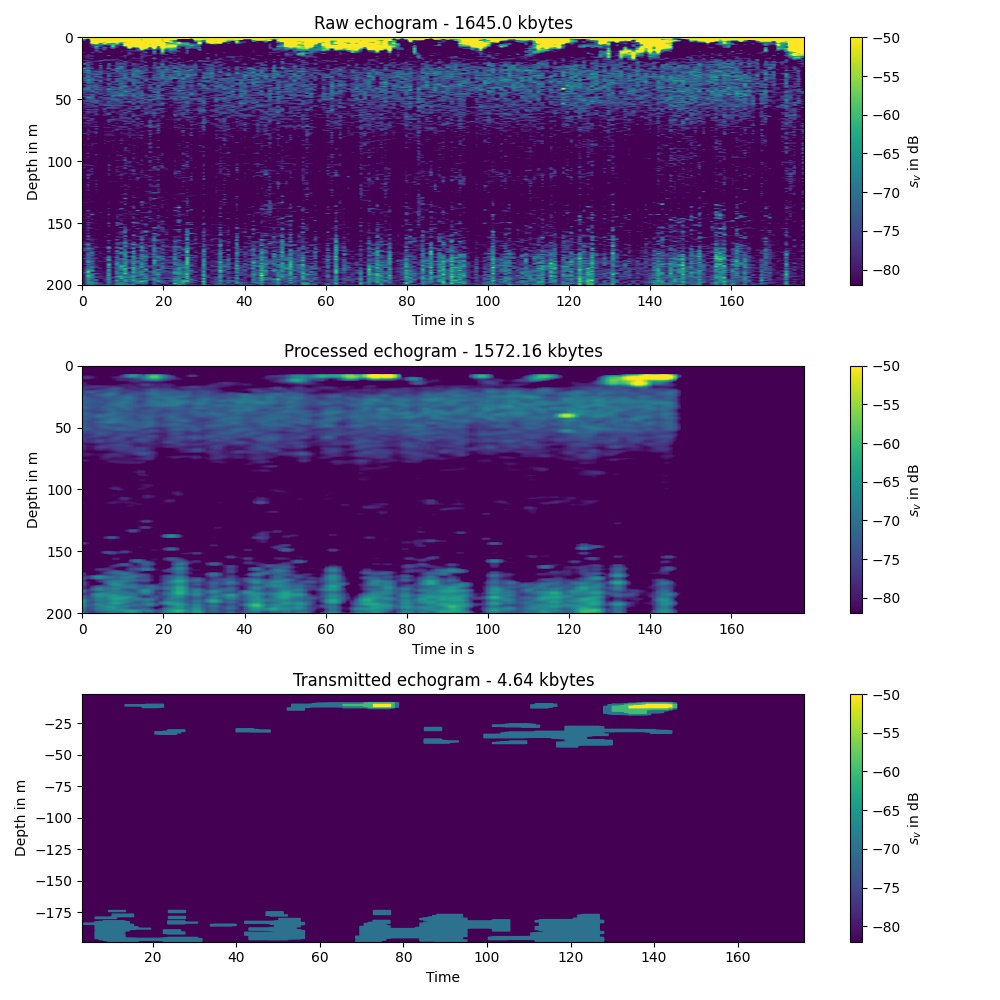 Raw echogram - 1645.0 kbytes
0
50
100
150
200
Depth in m
0 20 40 60 80 100 120 140 160
Time in s
−50
−55
−60
−65
−70
−75
−80
sv in dB
Processed echogram - 1572.16 kbytes
0
50
100
150
200
Depth in m
0 20 40 60 80 100 120 140 160
Time in s
−50
−55
−60
−65
−70
−75
−80
sv in dB
Transmitted echogram - 4.64 kbytes
−25
−50
−75
−100
−125
−150
−175
Depth in m
20 40 60 80 100 120 140 160
Time
−50
−55
−60
−65
−70
−75
−80
sv in dB